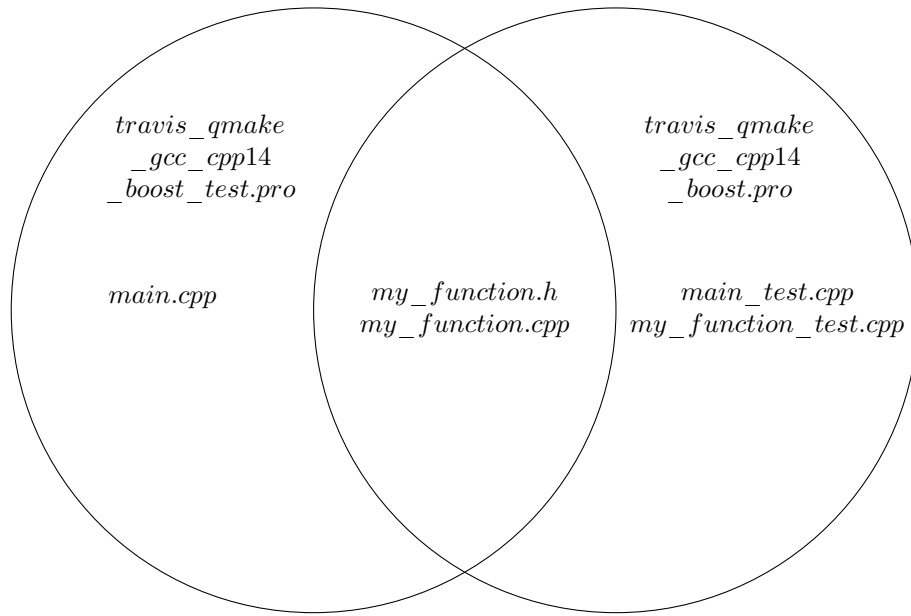 travis_qmake
_gcc_cpp14
_boost_test.pro
main.cpp
my_function.h
my_function.cpp
travis_qmake
_gcc_cpp14
_boost.pro
main_test.cpp
my_function_test.cpp